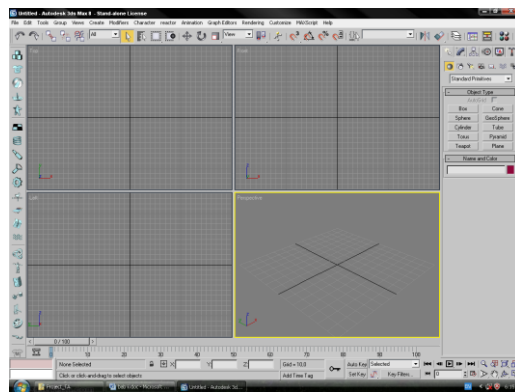 Untitled - Autodesk 3ds Max 8 - Stand-alone License
File Edit Tools Group Views Create Modifiers Character reactor Animation Graph Editors Rendering Customize MAXScript Help
All
View
Top
Front
Left
Perspective
Standard Primitives
Object Type
AutoGrid
Box Cone
Sphere GeoSphere
Cylinder Tube
Torus Pyramid
Teapot Plane
Name and Color
0 / 100
0 10 20 30 40 50 60 70 80 90 100
None Selected X: Y: Z: Grid = 10,0 Auto Key Selected
Click or click-and-drag to select objects Add Time Tag Set Key Key Filters... 0
Project_TA
Untitled - Autodesk 3d...